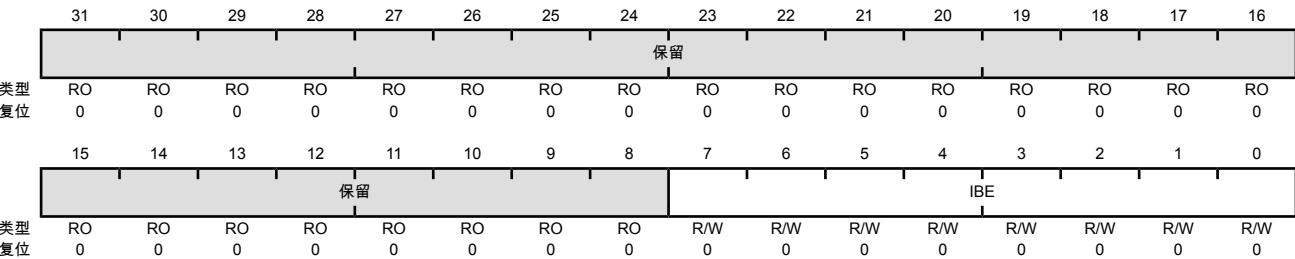 31 30 29 28 27 26 25 24 23 22 21 20 19 18 17 16
保留
类型 RO RO RO RO RO RO RO RO RO RO RO RO RO RO RO RO
复位 0 0 0 0 0 0 0 0 0 0 0 0 0 0 0 0
15 14 13 12 11 10 9 8 7 6 5 4 3 2 1 0
保留 IBE
类型 RO RO RO RO RO RO RO RO R/W R/W R/W R/W R/W R/W R/W R/W
复位 0 0 0 0 0 0 0 0 0 0 0 0 0 0 0 0